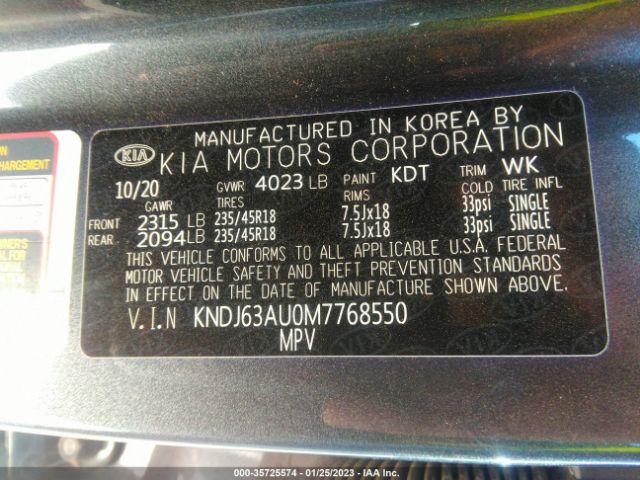 MANUFACTURED IN KOREA BY
KIA KIA MOTORS CORPORATION
10/20 GVWR 4023 LB PAINT KDT TRIM WK
GAWR TIRES RIMS COLD TIRE INFL
FRONT 2315 LB 235/45R18 7.5Jx18 33psi SINGLE
REAR 2094 LB 235/45R18 7.5Jx18 33psi SINGLE
THIS VEHICLE CONFORMS TO ALL APPLICABLE U.S.A. FEDERAL
MOTOR VEHICLE SAFETY AND THEFT PREVENTION STANDARDS
IN EFFECT ON THE DATE OF MANUFACTURE SHOWN ABOVE.
V.I.N KNDJ63AU0M7768550
MPV
000-35725574 - 01/25/2023 - IAA Inc.